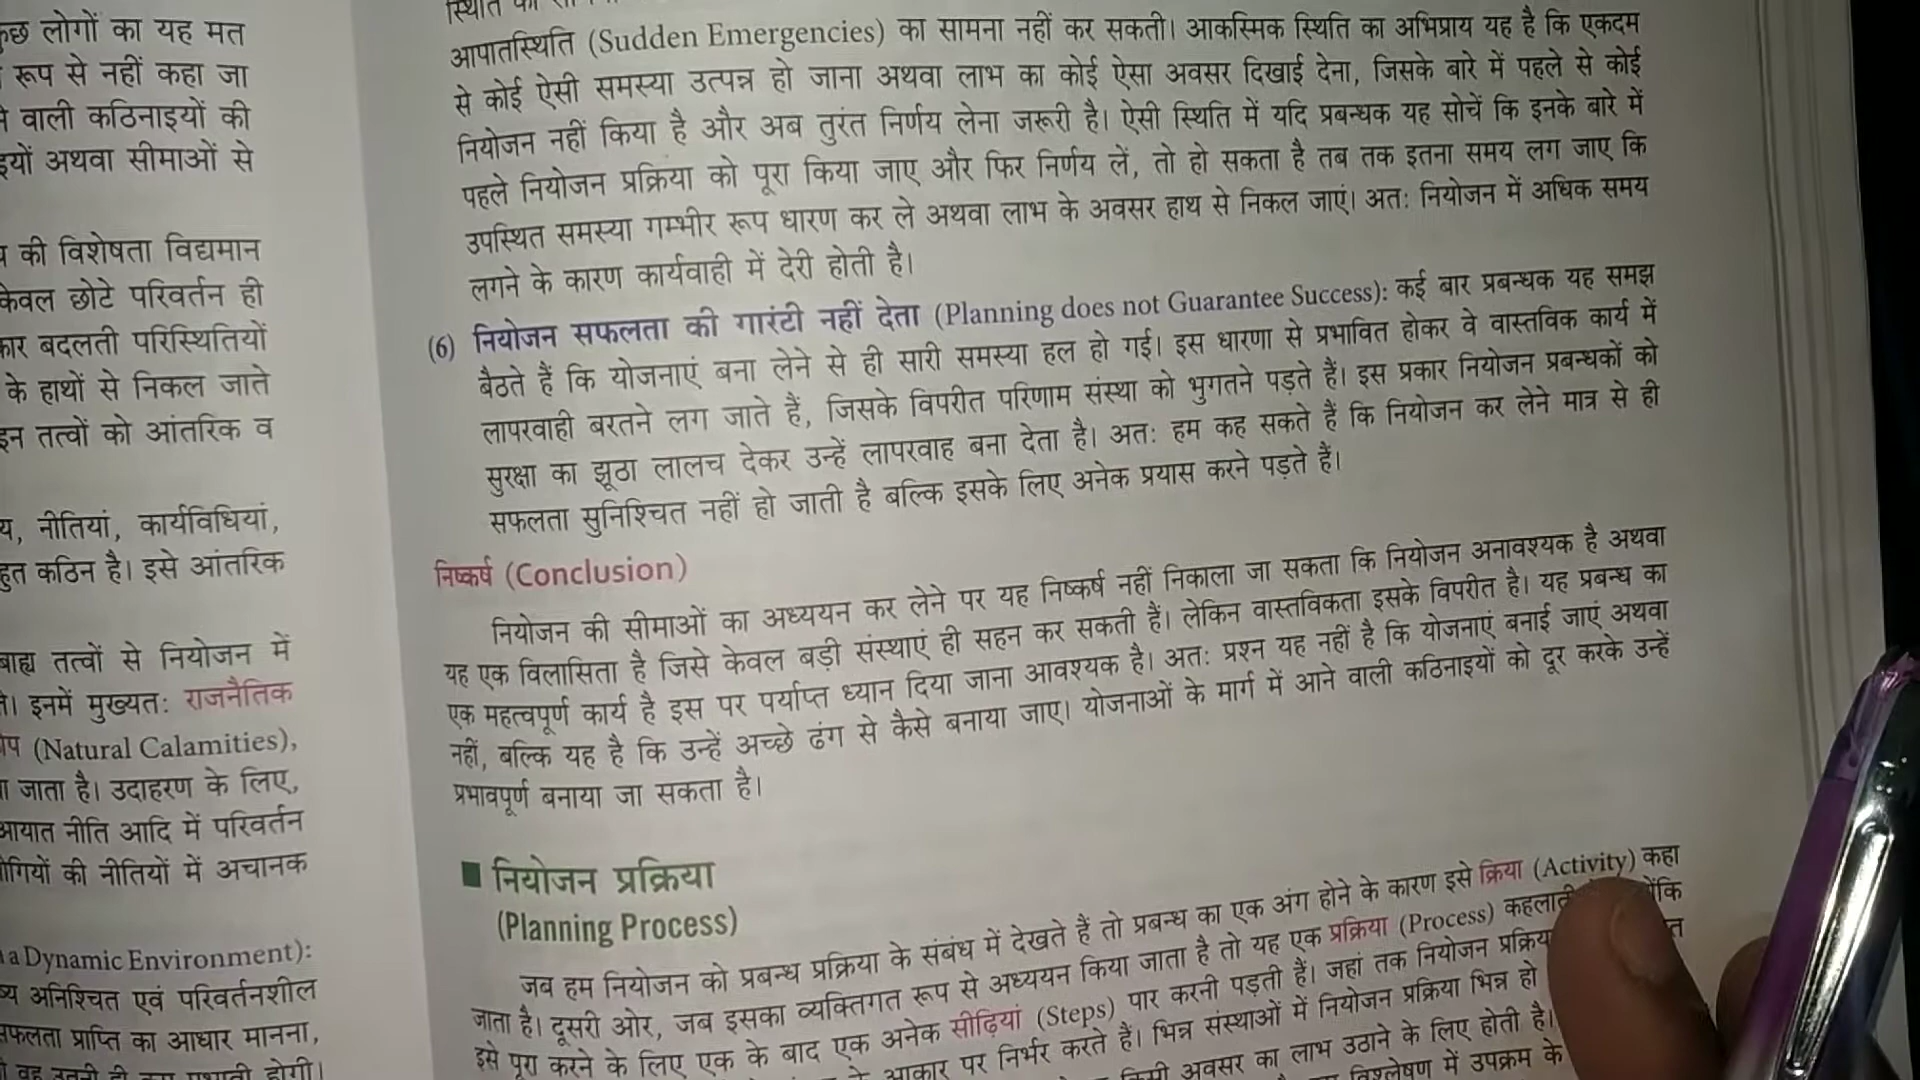 कुछ लोगों का यह मत
रूप से नहीं कहा जा
वाली कठिनाइयों की
अथवा सीमाओं से
की विशेषता विद्यमान
केवल छोटे परिवर्तन ही
बदलती परिस्थितियों
के हाथों से निकल जाते
इन तत्वों को आंतरिक व
नीतियां, कार्यविधियां,
कठिन है। इसे आंतरिक
बाह्य तत्वों से नियोजन में
इनमें मुख्यत: राजनैतिक
(Natural Calamities),
जाता है। उदाहरण के लिए,
आयात नीति आदि में परिवर्तन
की नीतियों में अचानक
a Dynamic Environment):
अनिश्चित एवं परिवर्तनशील
सफलता प्राप्ति का आधार मानना,
आपातस्थिति (Sudden Emergencies) का सामना नहीं कर सकती। आकस्मिक स्थिति का अभिप्राय यह है कि एकदम
से कोई ऐसी समस्या उत्पन्न हो जाना अथवा लाभ का कोई ऐसा अवसर दिखाई देना, जिसके बारे में पहले से कोई
नियोजन नहीं किया है और अब तुरंत निर्णय लेना जरूरी है। ऐसी स्थिति में यदि प्रबन्धक यह सोचें कि इनके बारे में
पहले नियोजन प्रक्रिया को पूरा किया जाए और फिर निर्णय लें, तो हो सकता है तब तक इतना समय लग जाए कि
उपस्थित समस्या गम्भीर रूप धारण कर ले अथवा लाभ के अवसर हाथ से निकल जाएं। अत: नियोजन में अधिक समय
लगने के कारण कार्यवाही में देरी होती है।
(6) नियोजन सफलता की गारंटी नहीं देता (Planning does not Guarantee Success): कई बार प्रबन्धक यह समझ
बैठते हैं कि योजनाएं बना लेने से ही सारी समस्या हल हो गई। इस धारणा से प्रभावित होकर वे वास्तविक कार्य में
लापरवाही बरतने लग जाते हैं, जिसके विपरीत परिणाम संस्था को भुगतने पड़ते हैं। इस प्रकार नियोजन प्रबन्धकों को
सुरक्षा का झूठा लालच देकर उन्हें लापरवाह बना देता है। अत: हम कह सकते हैं कि नियोजन कर लेने मात्र से ही
सफलता सुनिश्चित नहीं हो जाती है बल्कि इसके लिए अनेक प्रयास करने पड़ते हैं।
निष्कर्ष (Conclusion)
नियोजन की सीमाओं का अध्ययन कर लेने पर यह निष्कर्ष नहीं निकाला जा सकता कि नियोजन अनावश्यक है अथवा
यह एक विलासिता है जिसे केवल बड़ी संस्थाएं ही सहन कर सकती हैं। लेकिन वास्तविकता इसके विपरीत है। यह प्रबन्ध का
एक महत्वपूर्ण कार्य है इस पर पर्याप्त ध्यान दिया जाना आवश्यक है। अत: प्रश्न यह नहीं है कि योजनाएं बनाई जाएं अथवा
नहीं, बल्कि यह है कि उन्हें अच्छे ढंग से कैसे बनाया जाए। योजनाओं के मार्ग में आने वाली कठिनाइयों को दूर करके उन्हें
प्रभावपूर्ण बनाया जा सकता है।
नियोजन प्रक्रिया
(Planning Process)
जब हम नियोजन को प्रबन्ध प्रक्रिया के संबंध में देखते हैं तो प्रबन्ध का एक अंग होने के कारण इसे क्रिया (Activity) कहा
जाता है। दूसरी ओर, जब इसका व्यक्तिगत रूप से अध्ययन किया जाता है तो यह एक प्रक्रिया (Process) कहलाती
इसे पूरा करने के लिए एक के बाद एक अनेक सीढ़ियां (Steps) पार करनी पड़ती हैं। जहां तक नियोजन
आकार पर निर्भर करते हैं। भिन्न संस्थाओं में नियोजन प्रक्रिया भिन्न हो
किसी अवसर का लाभ उठाने के लिए होती है।
विश्लेषण में उपक्रम के